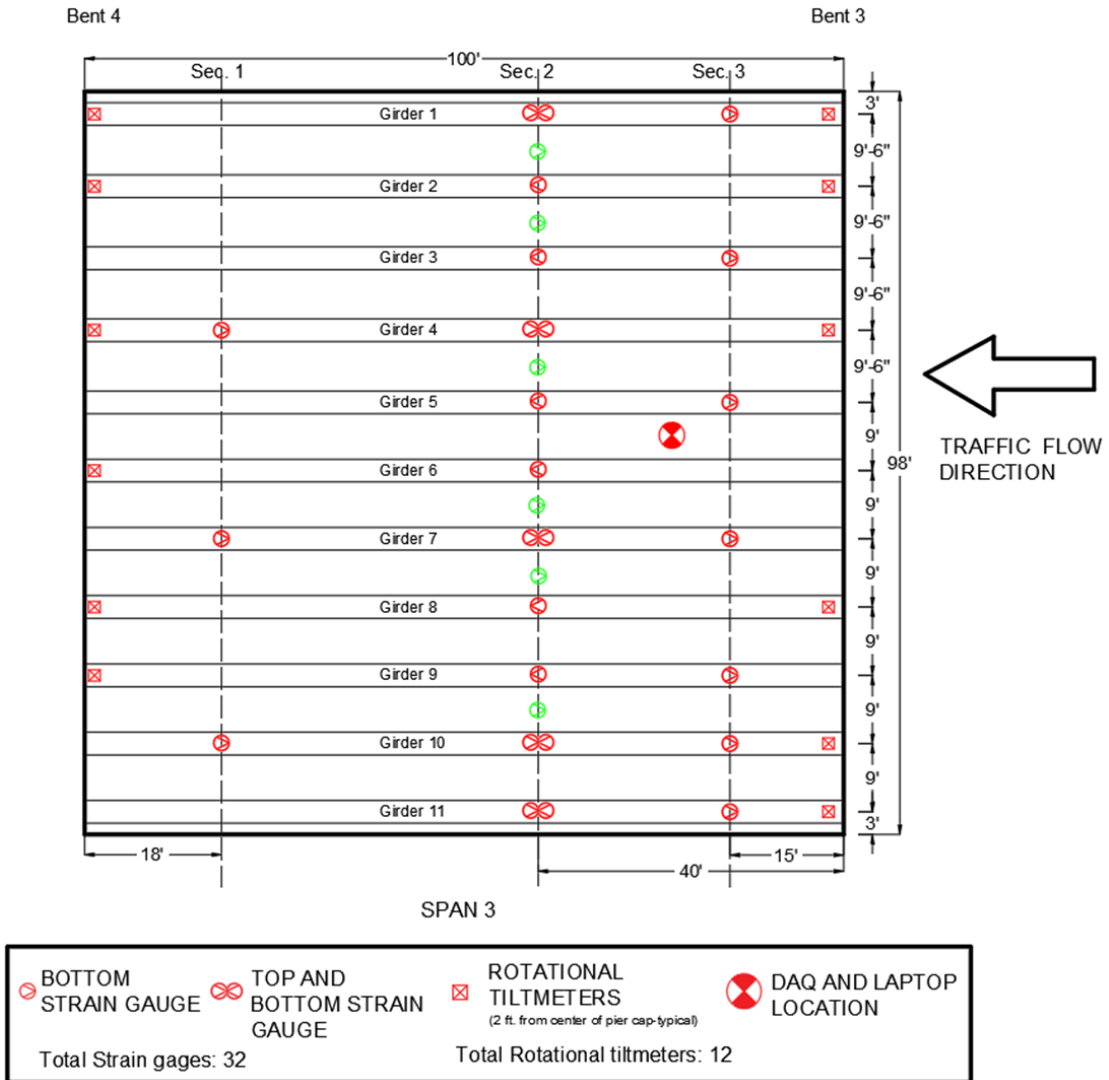 Bent 4
Bent 3
100'
Sec. 1
Sec. 2
Sec. 3
3'
Girder 1
9'-6"
Girder 2
9'-6"
Girder 3
9'-6"
Girder 4
9'-6"
Girder 5
9'
Girder 6
9'
Girder 7
9'
Girder 8
9'
Girder 9
9'
Girder 10
9'
Girder 11
3'
98'
TRAFFIC FLOW
DIRECTION
18'
15'
40'
SPAN 3
BOTTOM
STRAIN GAUGE
TOP AND
BOTTOM STRAIN
GAUGE
ROTATIONAL
TILTMETERS
(2 ft. from center of pier cap-typical)
DAQ AND LAPTOP
LOCATION
Total Strain gages: 32
Total Rotational tiltmeters: 12